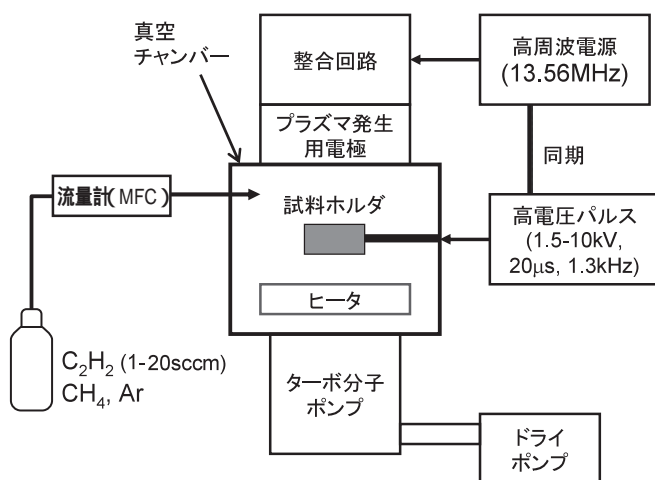 真空
チャンバー
整合回路
高周波電源
(13.56MHz)
プラズマ発生
用電極
同期
流量計(MFC)
試料ホルダ
高電圧パルス
(1.5-10kV,
20μs, 1.3kHz)
ヒータ
C₂H₂ (1-20sccm)
CH₄, Ar
ターボ分子
ポンプ
ドライ
ポンプ